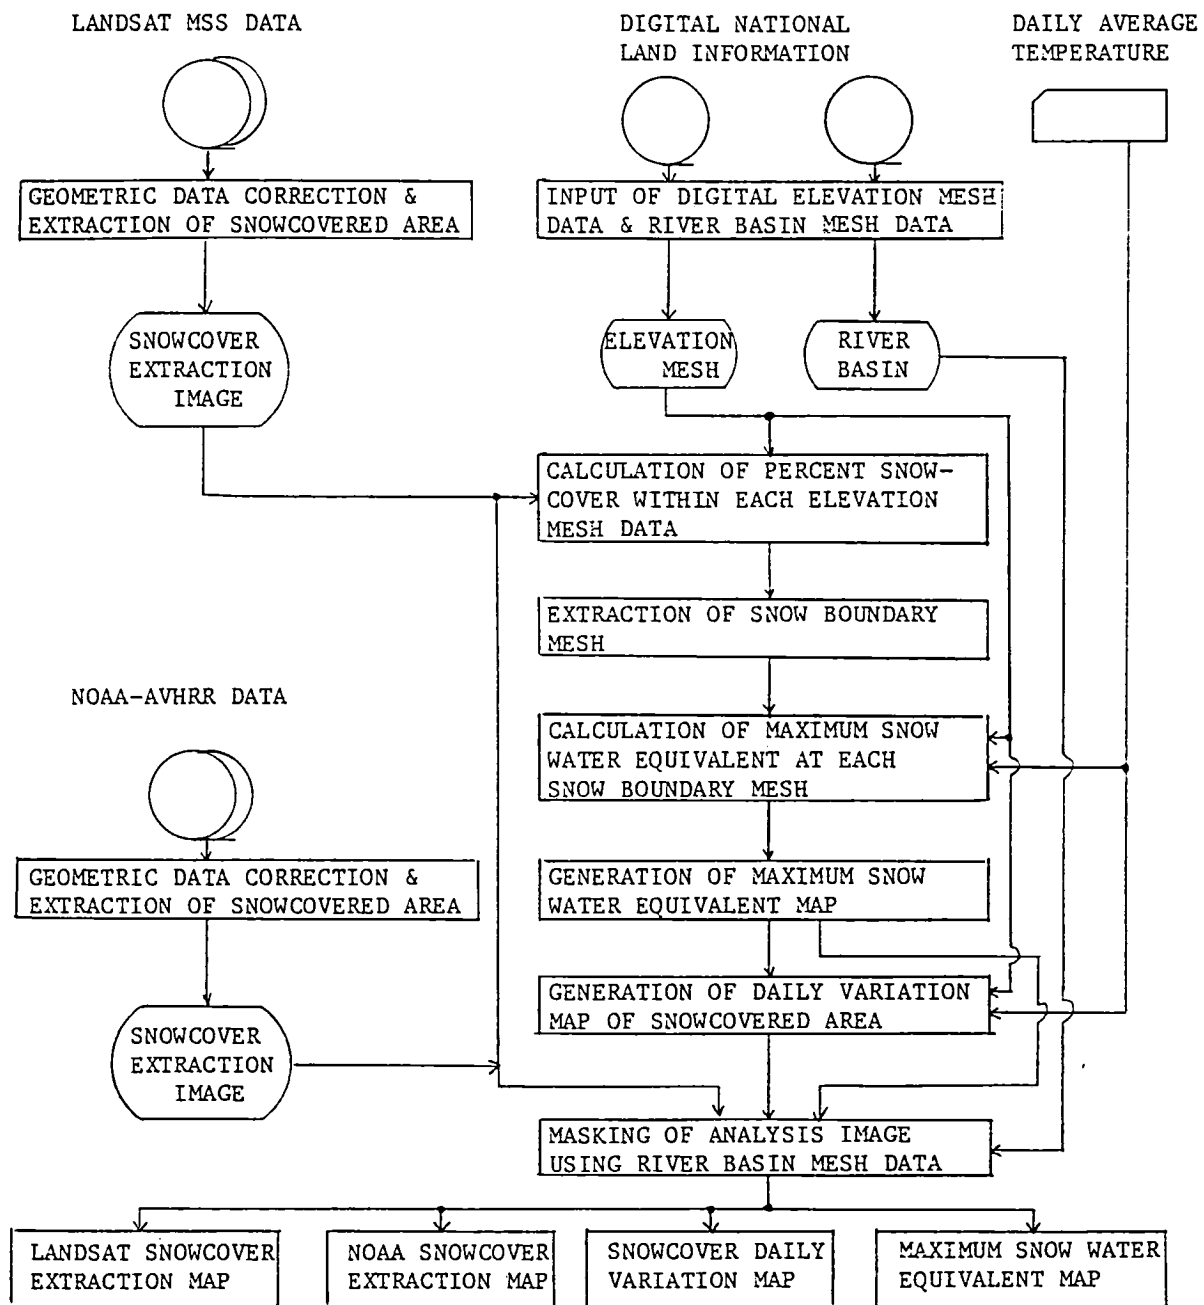 LANDSAT MSS DATA
DIGITAL NATIONAL
LAND INFORMATION
DAILY AVERAGE
TEMPERATURE
GEOMETRIC DATA CORRECTION &
EXTRACTION OF SNOWCOVERED AREA
INPUT OF DIGITAL ELEVATION MESH
DATA & RIVER BASIN MESH DATA
SNOWCOVER
EXTRACTION
IMAGE
ELEVATION
MESH
RIVER
BASIN
CALCULATION OF PERCENT SNOW-
COVER WITHIN EACH ELEVATION
MESH DATA
EXTRACTION OF SNOW BOUNDARY
MESH
NOAA-AVHRR DATA
CALCULATION OF MAXIMUM SNOW
WATER EQUIVALENT AT EACH
SNOW BOUNDARY MESH
GEOMETRIC DATA CORRECTION &
EXTRACTION OF SNOWCOVERED AREA
GENERATION OF MAXIMUM SNOW
WATER EQUIVALENT MAP
GENERATION OF DAILY VARIATION
MAP OF SNOWCOVERED AREA
SNOWCOVER
EXTRACTION
IMAGE
MASKING OF ANALYSIS IMAGE
USING RIVER BASIN MESH DATA
LANDSAT SNOWCOVER
EXTRACTION MAP
NOAA SNOWCOVER
EXTRACTION MAP
SNOWCOVER DAILY
VARIATION MAP
MAXIMUM SNOW WATER
EQUIVALENT MAP